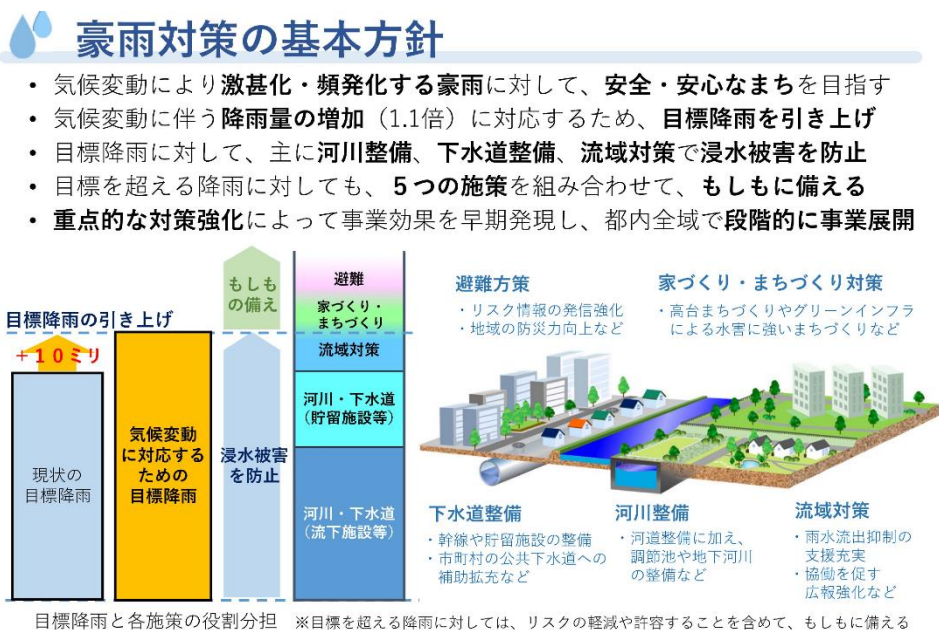 豪雨対策の基本方針
• 気候変動により激甚化・頻発化する豪雨に対して、安全・安心なまちを目指す
• 気候変動に伴う降雨量の増加（1.1倍）に対応するため、目標降雨を引き上げ
• 目標降雨に対して、主に河川整備、下水道整備、流域対策で浸水被害を防止
• 目標を超える降雨に対しても、５つの施策を組み合わせて、もしもに備える
• 重点的な対策強化によって事業効果を早期発現し、都内全域で段階的に事業展開
目標降雨の引き上げ
＋１０ミリ
現状の
目標降雨
気候変動
に対応する
ための
目標降雨
もしも
の備え
浸水被害
を防止
避難
家づくり・
まちづくり
流域対策
河川・下水道
（貯留施設等）
河川・下水道
（流下施設等）
目標降雨と各施策の役割分担
避難方策
・リスク情報の発信強化
・地域の防災力向上など
家づくり・まちづくり対策
・高台まちづくりやグリーンインフラ
による水害に強いまちづくりなど
下水道整備
・幹線や貯留施設の整備
・市町村の公共下水道への
補助拡充など
河川整備
・河道整備に加え、
調節池や地下河川
の整備など
流域対策
・雨水流出抑制の
支援充実
・協働を促す
広報強化など
※目標を超える降雨に対しては、リスクの軽減や許容することを含めて、もしもに備える